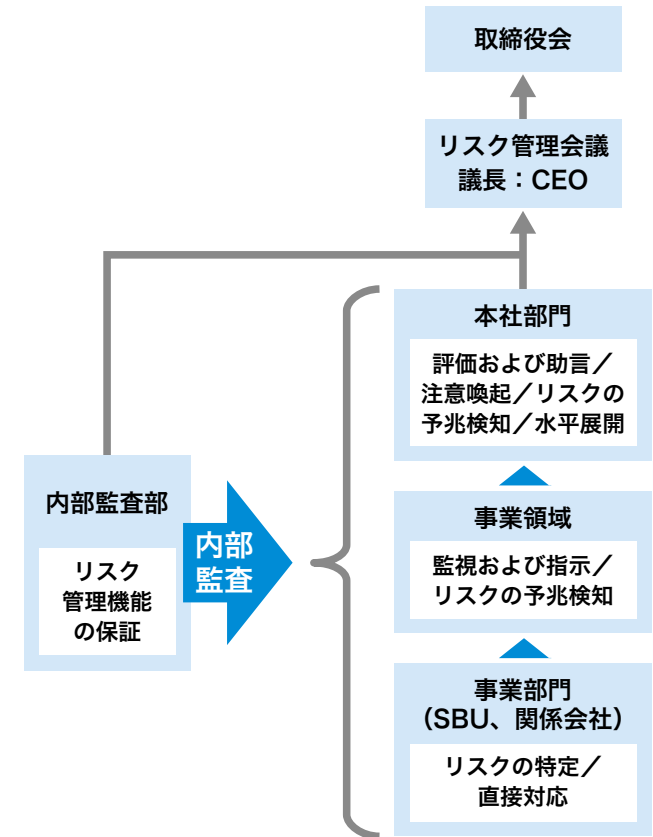 取締役会
リスク管理会議
議長：CEO
本社部門
評価および助言／
注意喚起／リスクの
予兆検知／水平展開
内部監査部
リスク
管理機能
の保証
内部
監査
事業領域
監視および指示／
リスクの予兆検知
事業部門
（SBU、関係会社）
リスクの特定／
直接対応